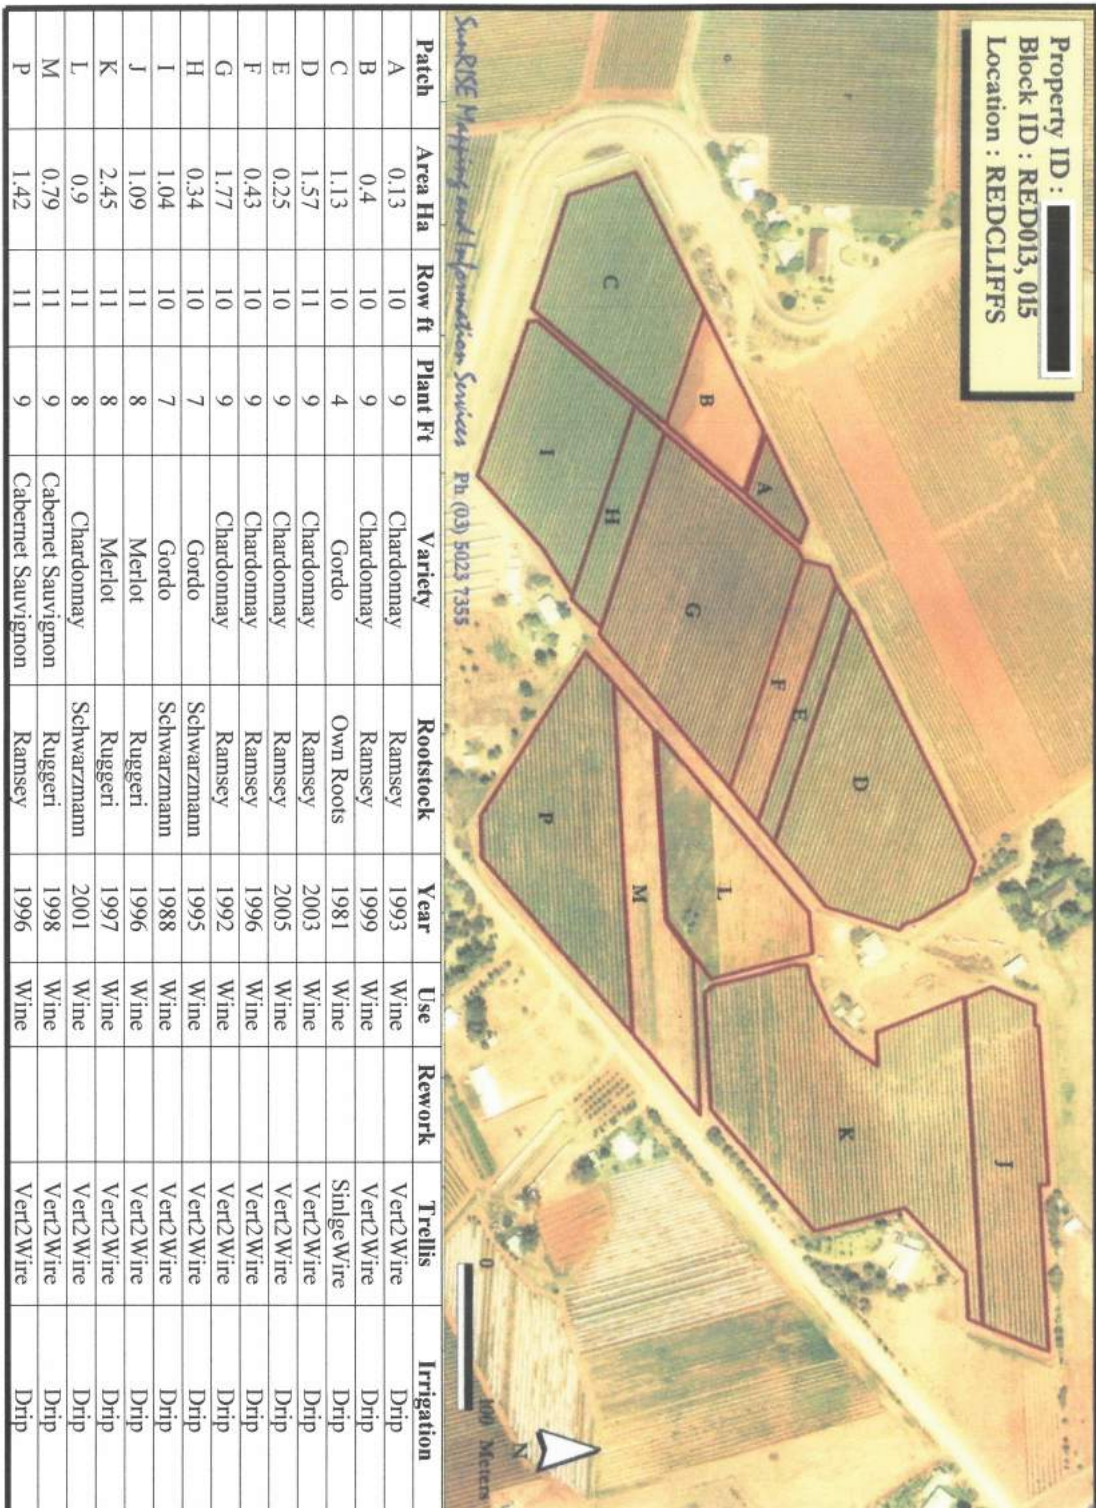 Property ID :
Block ID : RED013, 015
Location : REDCLIFFS
C
B
A
I
H
G
F
E
D
P
M
L
K
J
0 100 Meters
N
SunRISE Mapping and Information Services Ph (03) 5023 7355
Patch Area Ha Row ft Plant Ft Variety Rootstock Year Use Rework Trellis Irrigation
A 0.13 10 9 Chardonnay Ramsey 1993 Wine Vert2Wire Drip
B 0.4 10 9 Chardonnay Ramsey 1999 Wine Vert2Wire Drip
C 1.13 10 4 Gordo Own Roots 1981 Wine SinlgeWire Drip
D 1.57 11 9 Chardonnay Ramsey 2003 Wine Vert2Wire Drip
E 0.25 10 9 Chardonnay Ramsey 2005 Wine Vert2Wire Drip
F 0.43 10 9 Chardonnay Ramsey 1996 Wine Vert2Wire Drip
G 1.77 10 9 Chardonnay Ramsey 1992 Wine Vert2Wire Drip
H 0.34 10 7 Gordo Schwarzmann 1995 Wine Vert2Wire Drip
I 1.04 10 7 Gordo Schwarzmann 1988 Wine Vert2Wire Drip
J 1.09 11 8 Merlot Ruggeri 1996 Wine Vert2Wire Drip
K 2.45 11 8 Merlot Ruggeri 1997 Wine Vert2Wire Drip
L 0.9 11 8 Chardonnay Schwarzmann 2001 Wine Vert2Wire Drip
M 0.79 11 9 Cabernet Sauvignon Ruggeri 1998 Wine Vert2Wire Drip
P 1.42 11 9 Cabernet Sauvignon Ramsey 1996 Wine Vert2Wire Drip